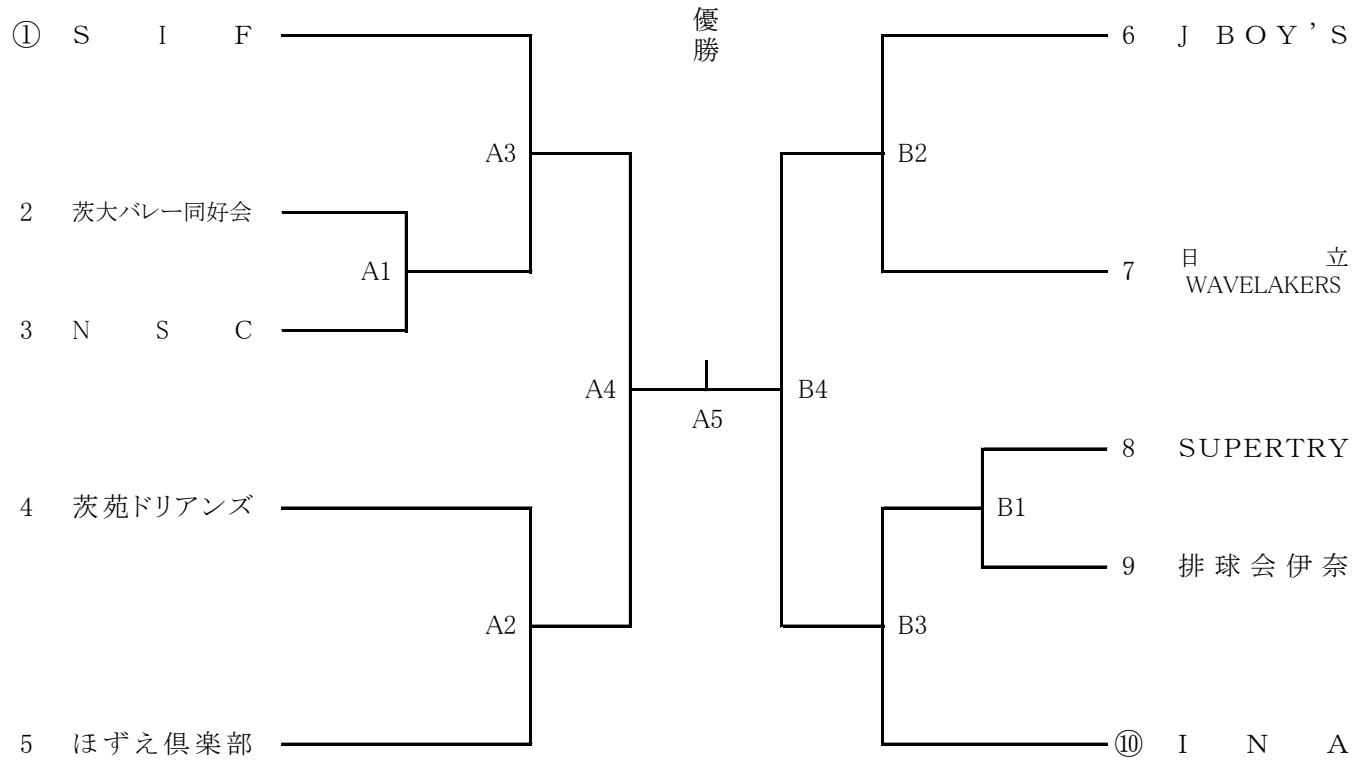 優勝
① S I F
A3
2 茨大バレー同好会
A1
3 N S C
A4
4 茨苑ドリアンズ
A2
5 ほずえ倶楽部
A5
6 J BOY'S
B2
7 日立
WAVELAKERS
B4
8 SUPERTRY
B1
9 排球会伊奈
B3
⑩ I N A